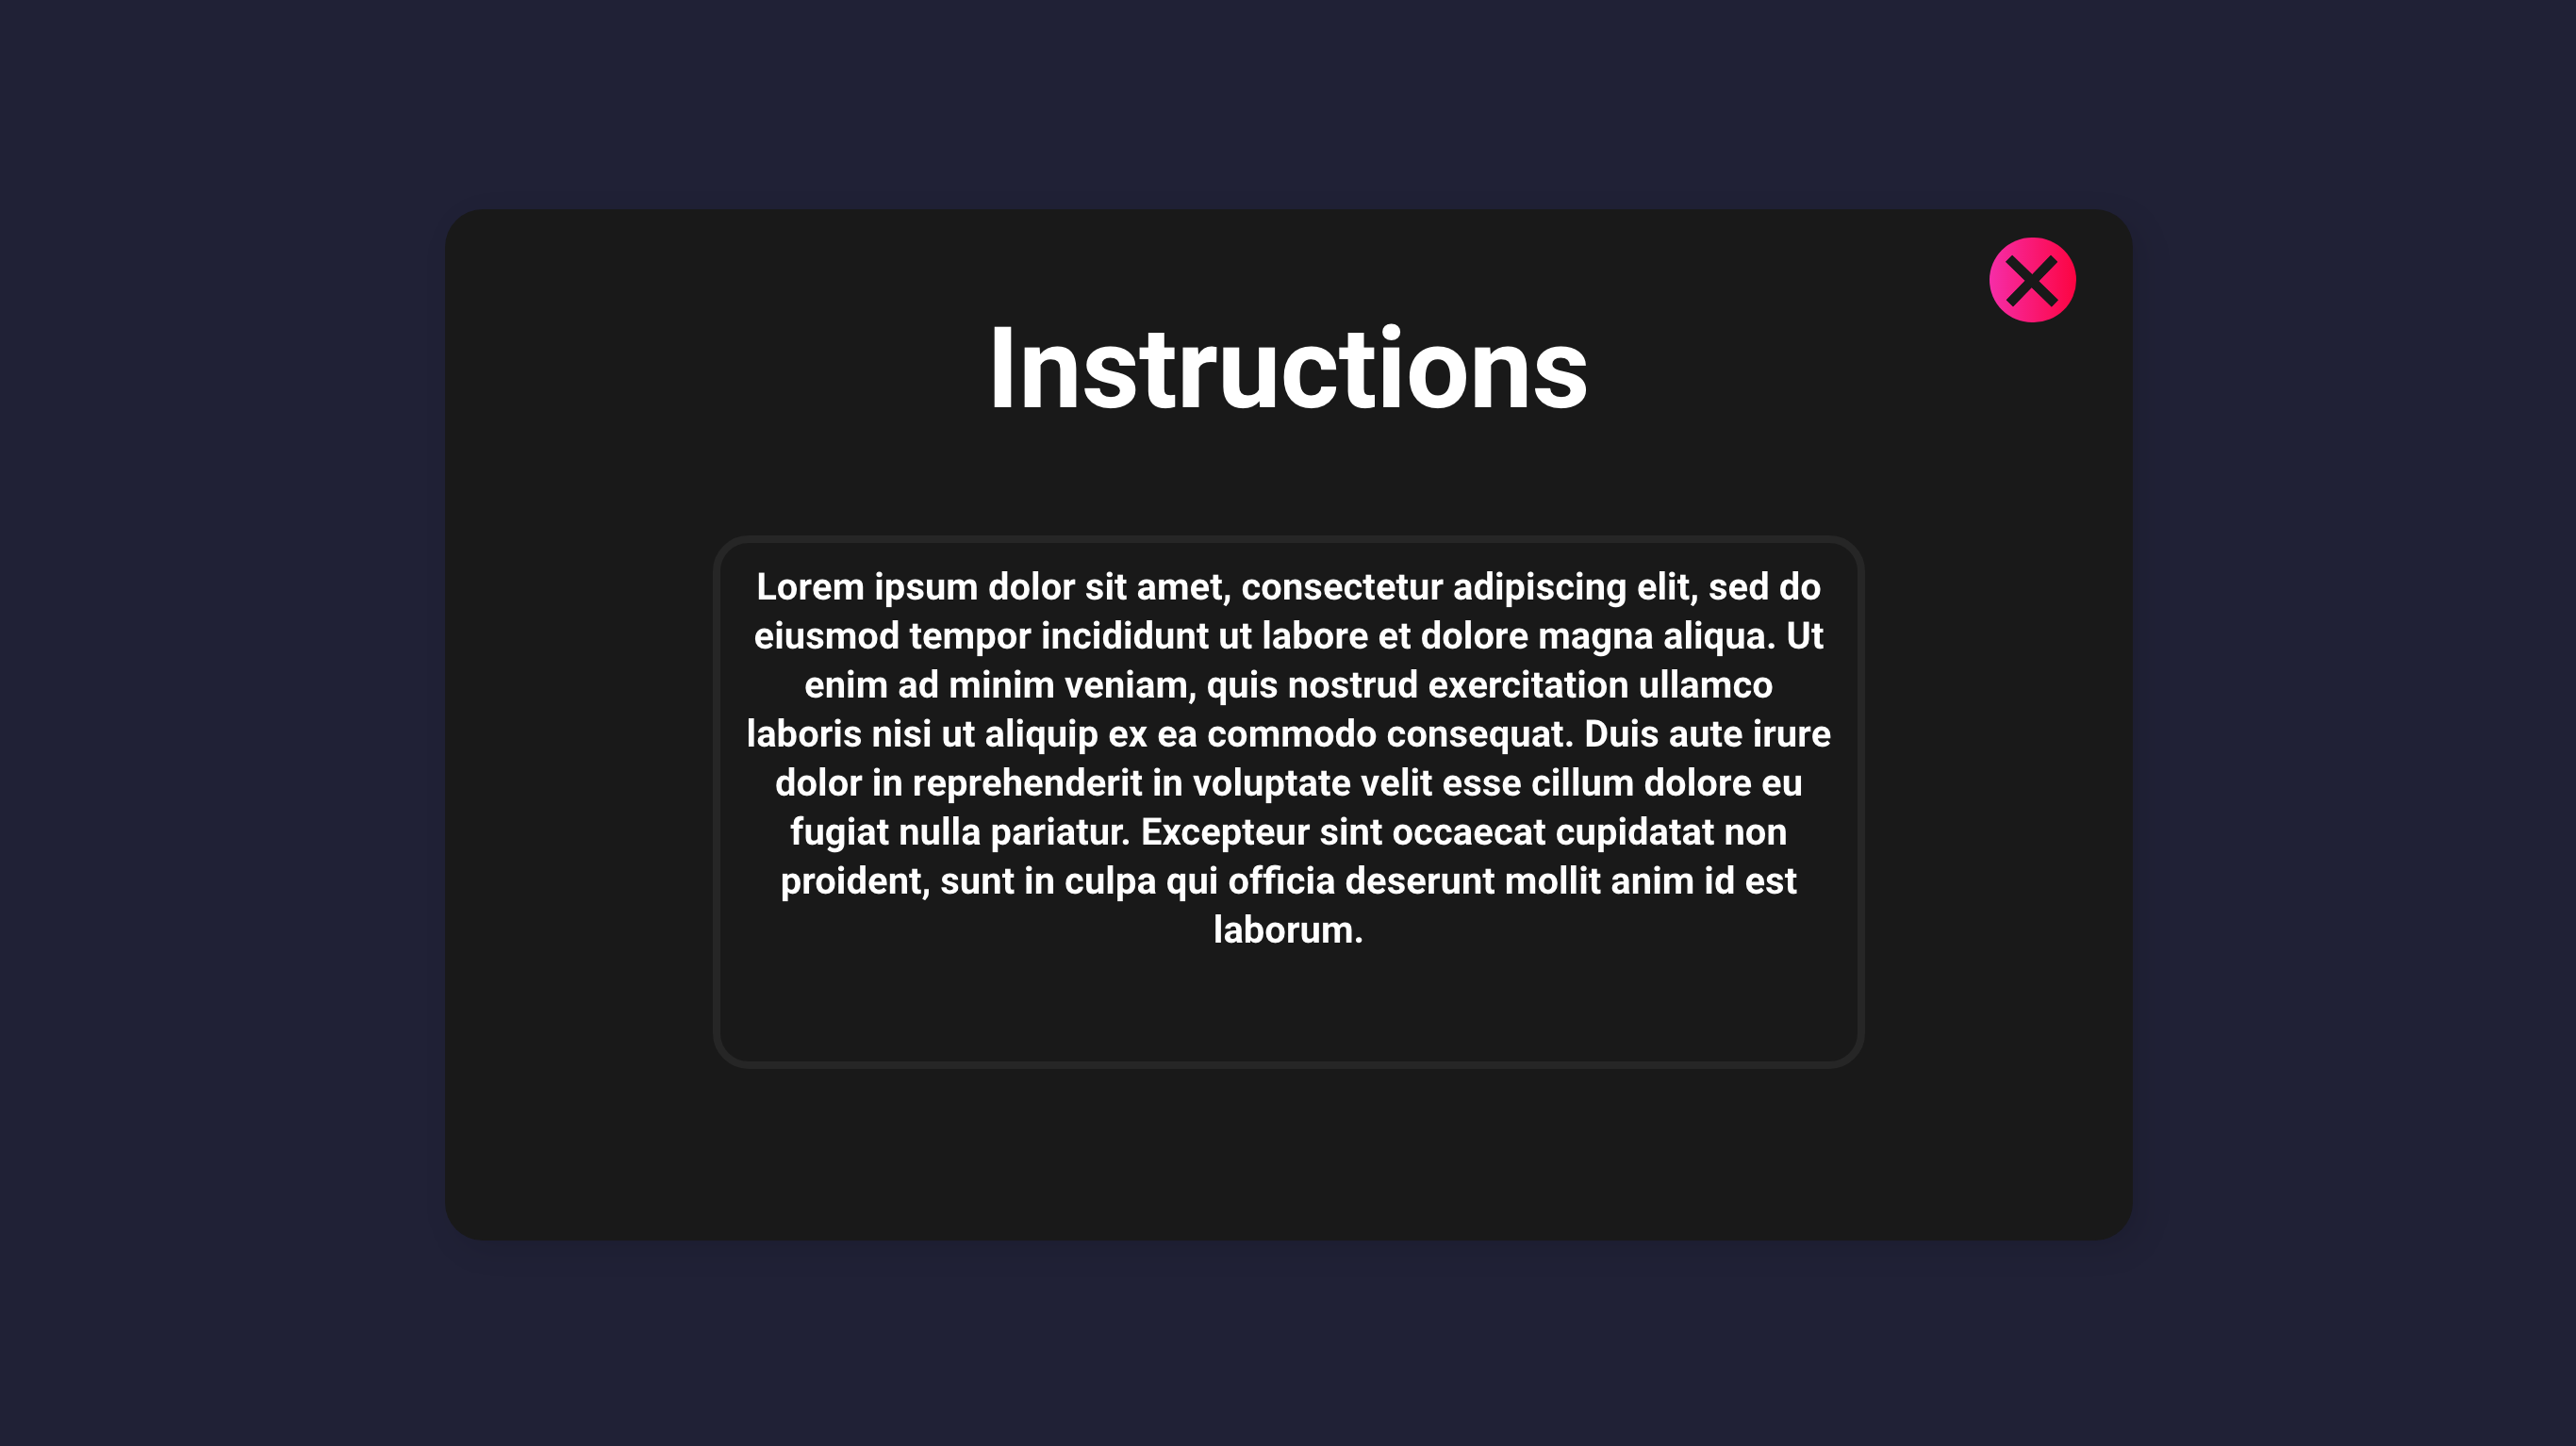 Instructions
Lorem ipsum dolor sit amet, consectetur adipiscing elit, sed do
eiusmod tempor incididunt ut labore et dolore magna aliqua. Ut
enim ad minim veniam, quis nostrud exercitation ullamco
laboris nisi ut aliquip ex ea commodo consequat. Duis aute irure
dolor in reprehenderit in voluptate velit esse cillum dolore eu
fugiat nulla pariatur. Excepteur sint occaecat cupidatat non
proident, sunt in culpa qui officia deserunt mollit anim id est
laborum.